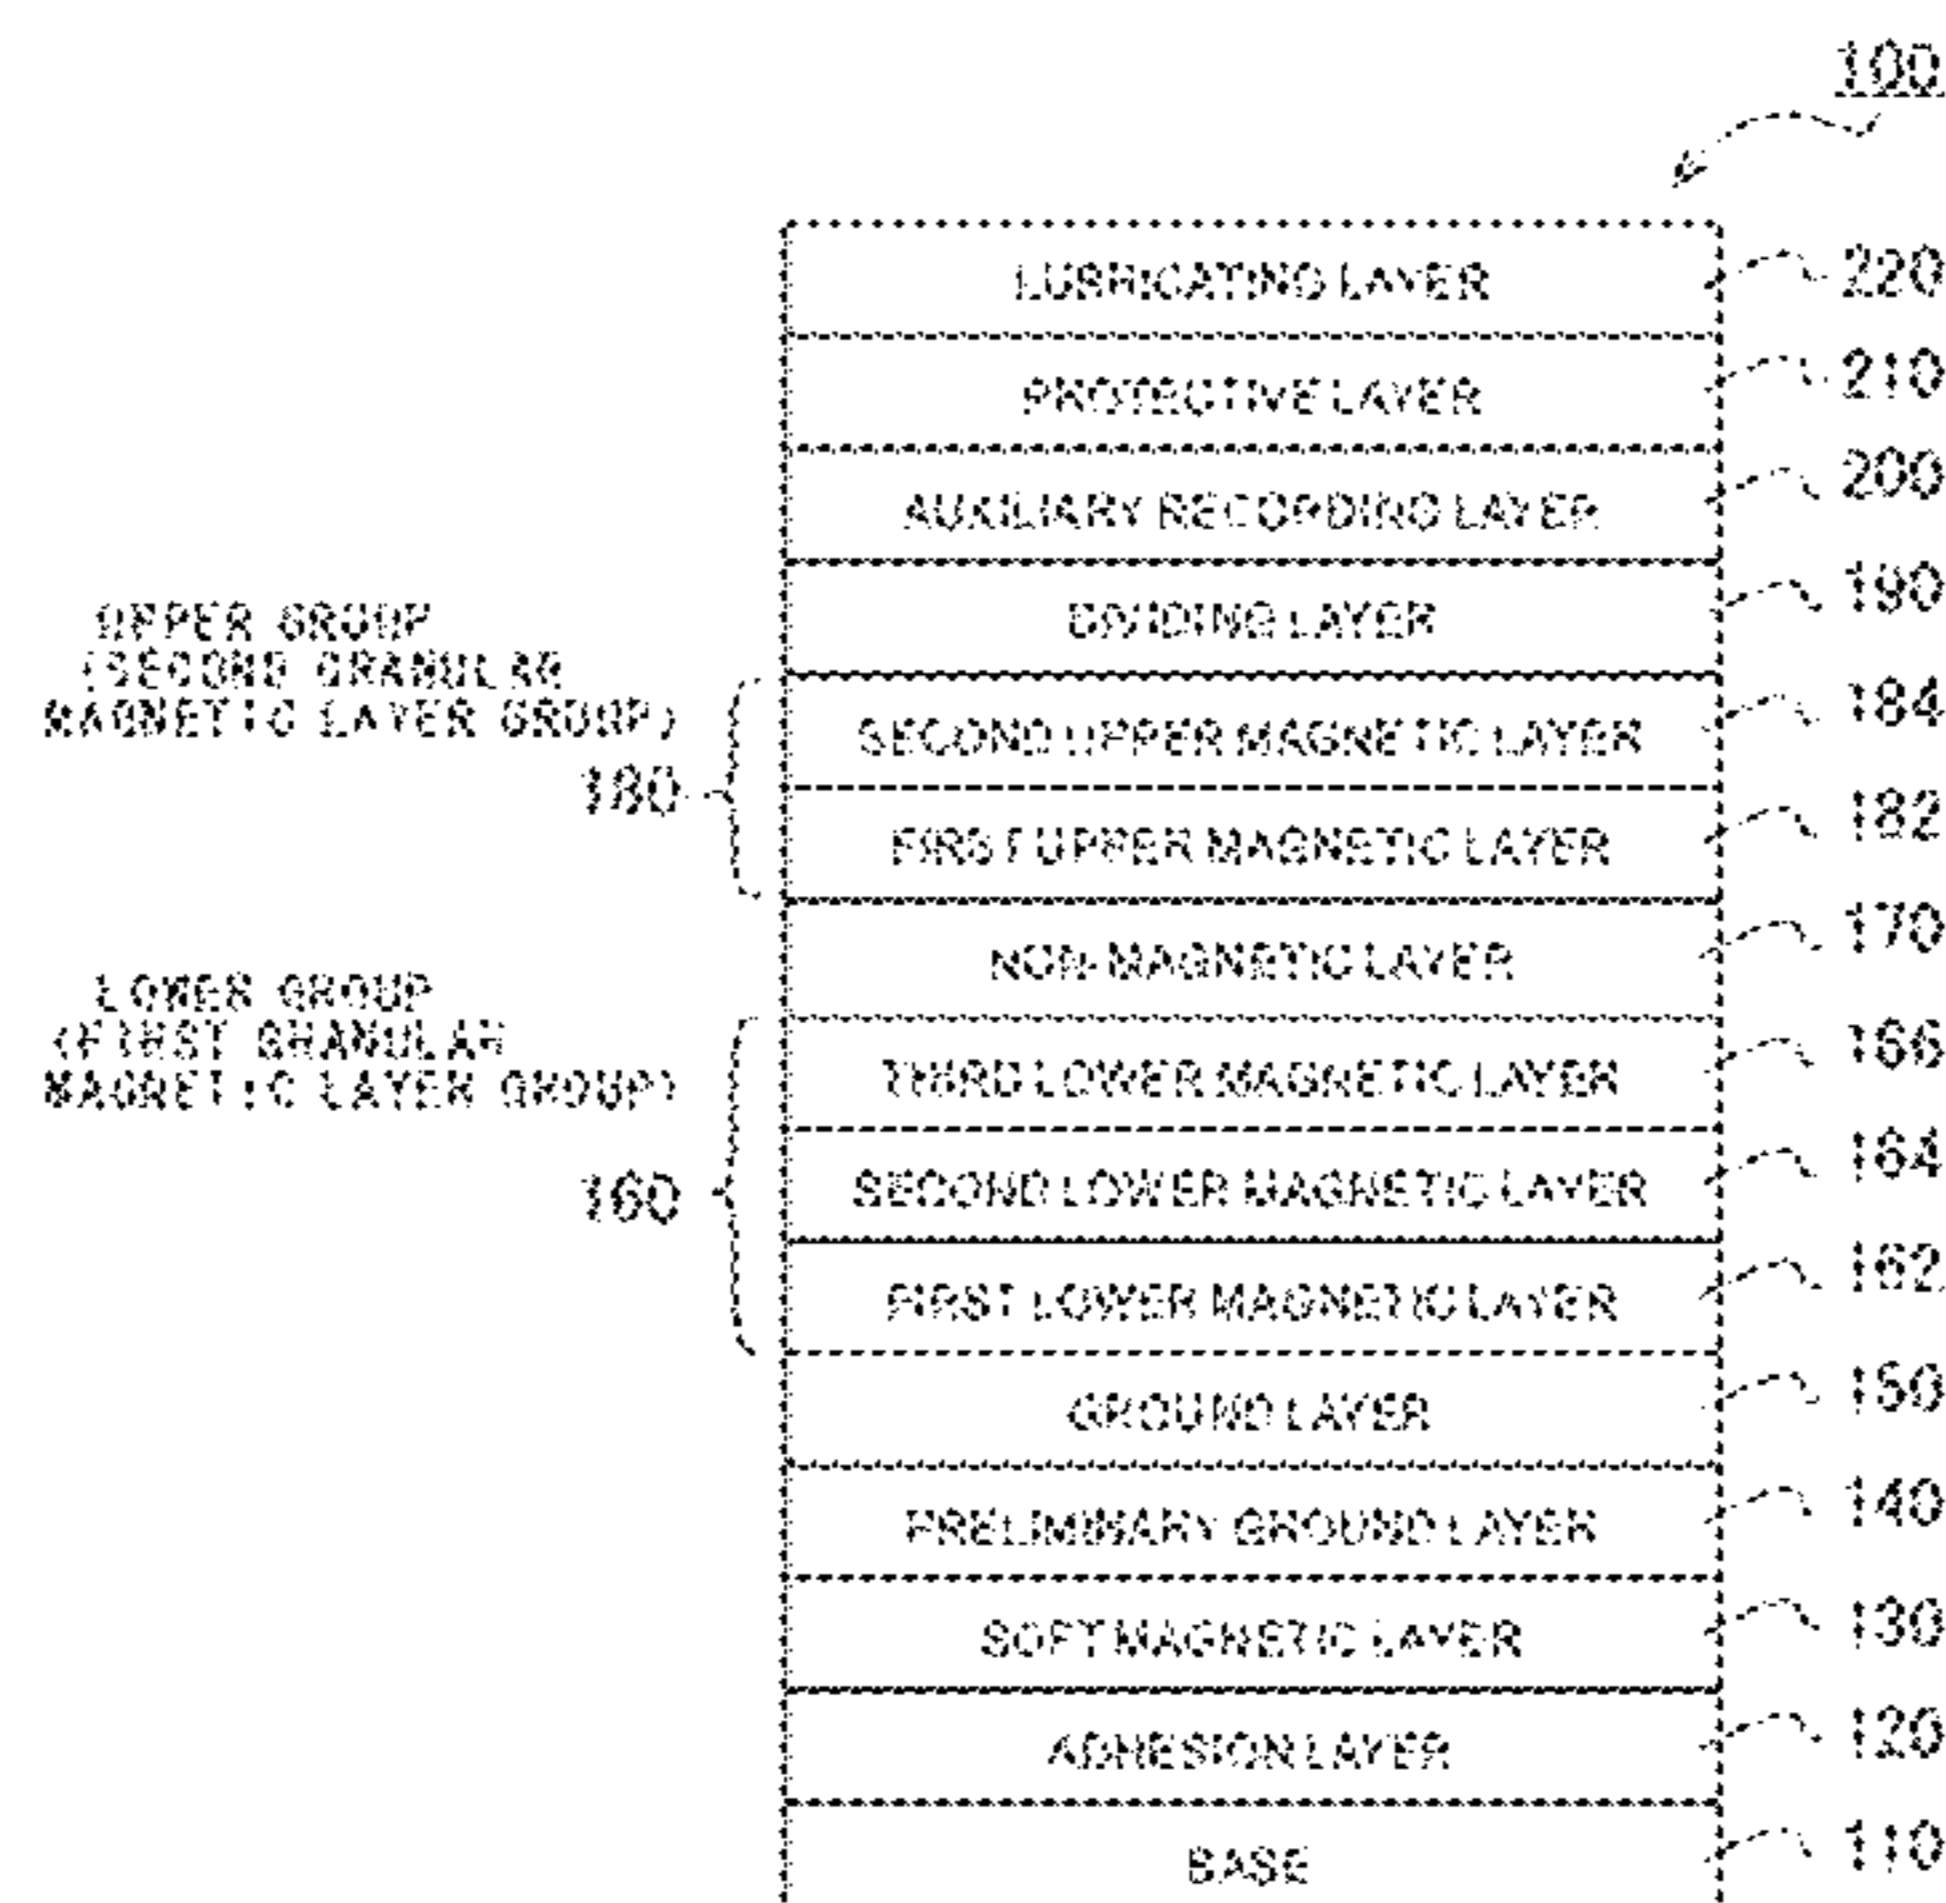 100
LUBRICATING LAYER 220
PROTECTIVE LAYER 210
AUXILIARY RECORDING LAYER 200
DIVIDING LAYER 190
UPPER GROUP
(SECOND GRANULAR
MAGNETIC LAYER GROUP)
180
SECOND UPPER MAGNETIC LAYER 184
FIRST UPPER MAGNETIC LAYER 182
NON-MAGNETIC LAYER 170
LOWER GROUP
(FIRST GRANULAR
MAGNETIC LAYER GROUP)
160
THIRD LOWER MAGNETIC LAYER 166
SECOND LOWER MAGNETIC LAYER 164
FIRST LOWER MAGNETIC LAYER 162
GROUND LAYER 150
PRELIMINARY GROUND LAYER 140
SOFT MAGNETIC LAYER 130
ADHESION LAYER 120
BASE 110